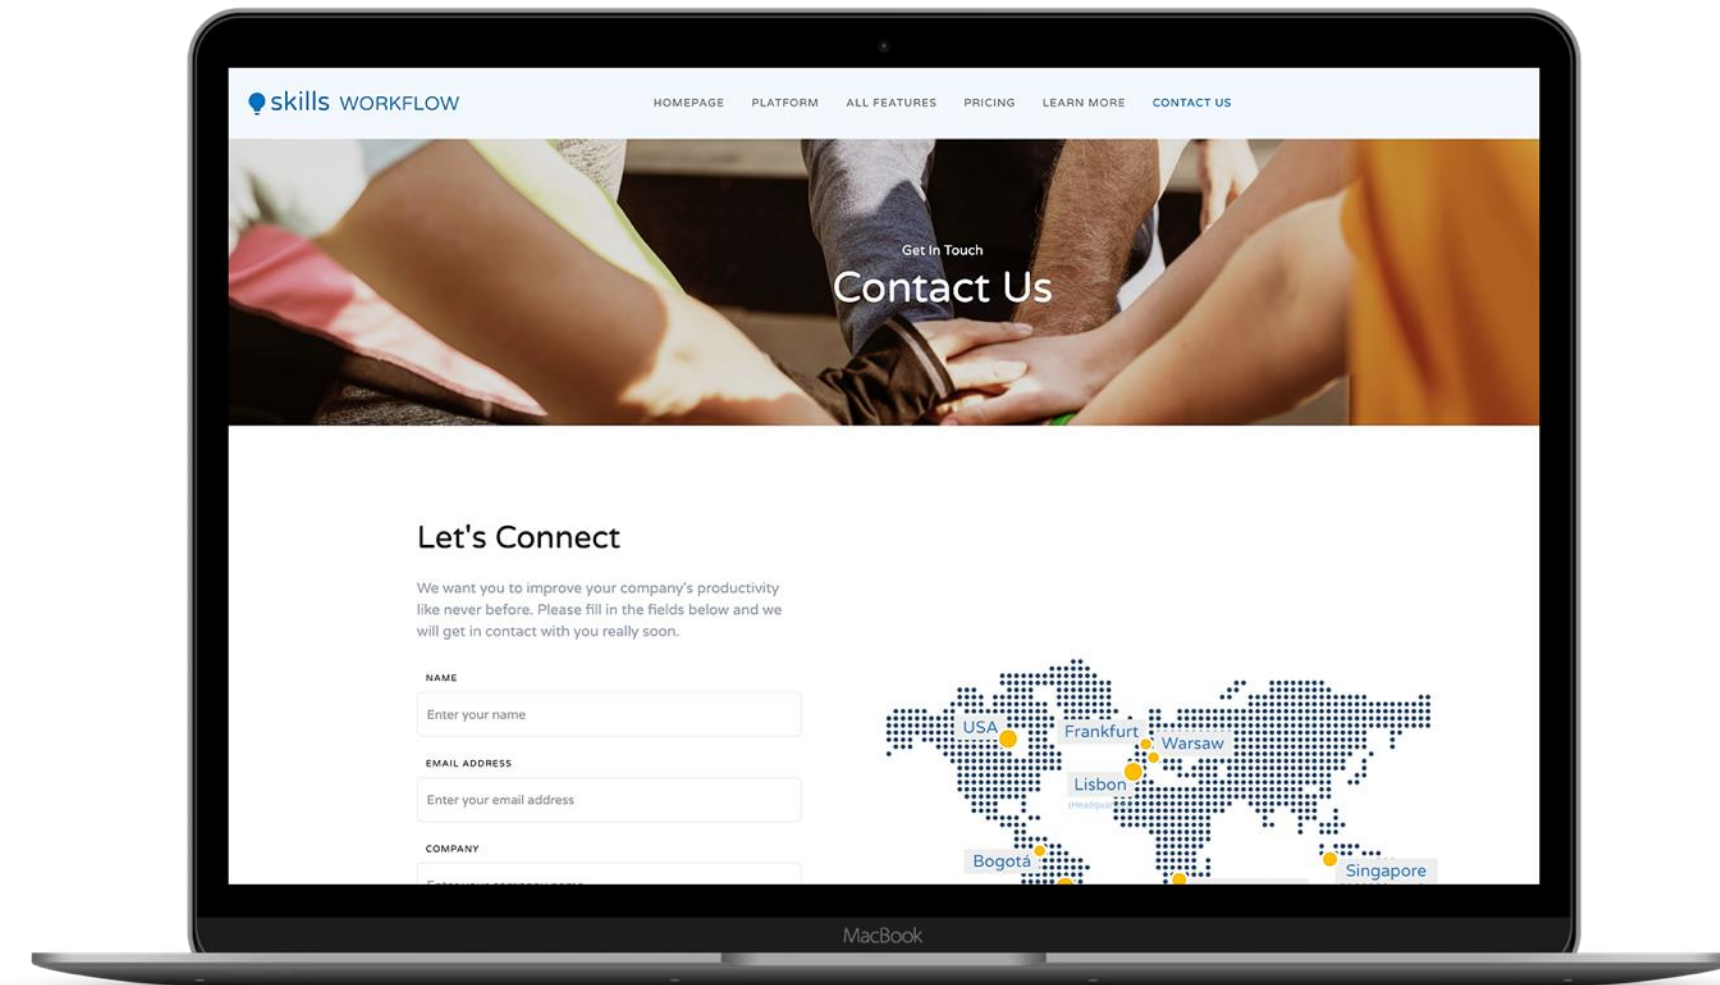 skills WORKFLOW
HOMEPAGE PLATFORM ALL FEATURES PRICING LEARN MORE CONTACT US
Get In Touch
Contact Us
Let's Connect
We want you to improve your company's productivity
like never before. Please fill in the fields below and we
will get in contact with you really soon.
NAME
Enter your name
EMAIL ADDRESS
Enter your email address
COMPANY
USA
Frankfurt
Warsaw
Lisbon
Bogotá
Singapore
MacBook